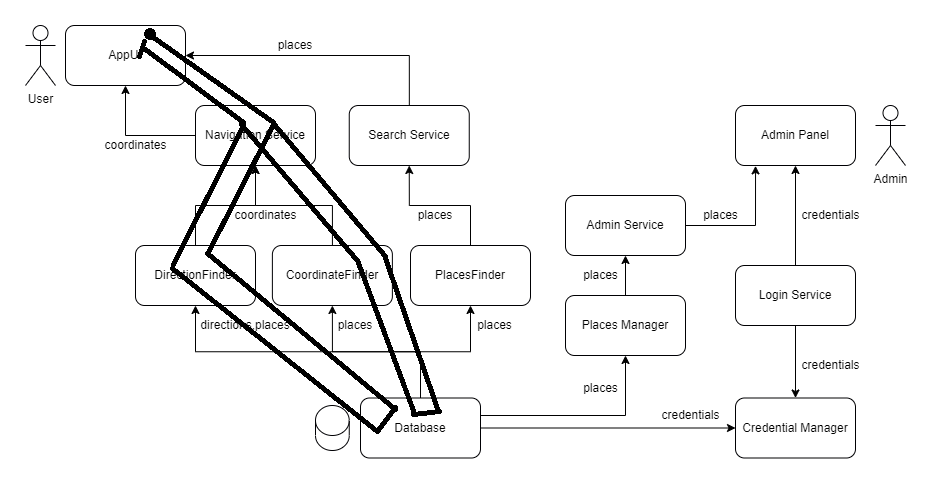 AppUI
places
User
Navigation Service
Search Service
Admin Panel
coordinates
Admin
coordinates
places
Admin Service
places
credentials
DirectionFinder
CoordinateFinder
PlacesFinder
places
Login Service
directions,places
places
places
Places Manager
credentials
places
credentials
Database
Credential Manager